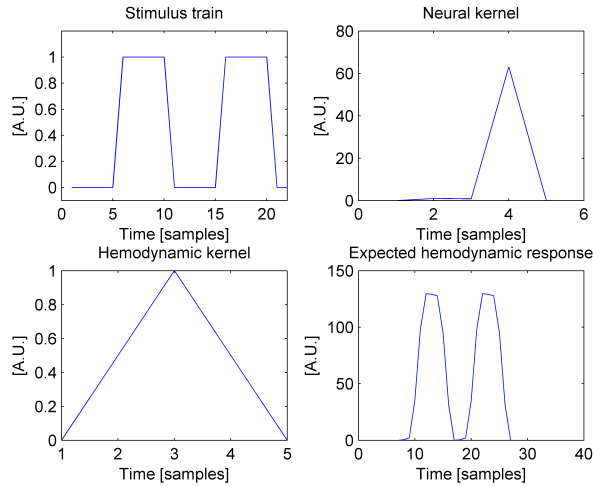 Stimulus train
1
0.8
0.6
0.4
0.2
0
[A.U.]
0 5 10 15 20
Time [samples]
Neural kernel
80
60
40
20
0
[A.U.]
0 2 4 6
Time [samples]
Hemodynamic kernel
1
0.8
0.6
0.4
0.2
0
[A.U.]
1 2 3 4 5
Time [samples]
Expected hemodynamic response
150
100
50
0
[A.U.]
0 10 20 30 40
Time [samples]